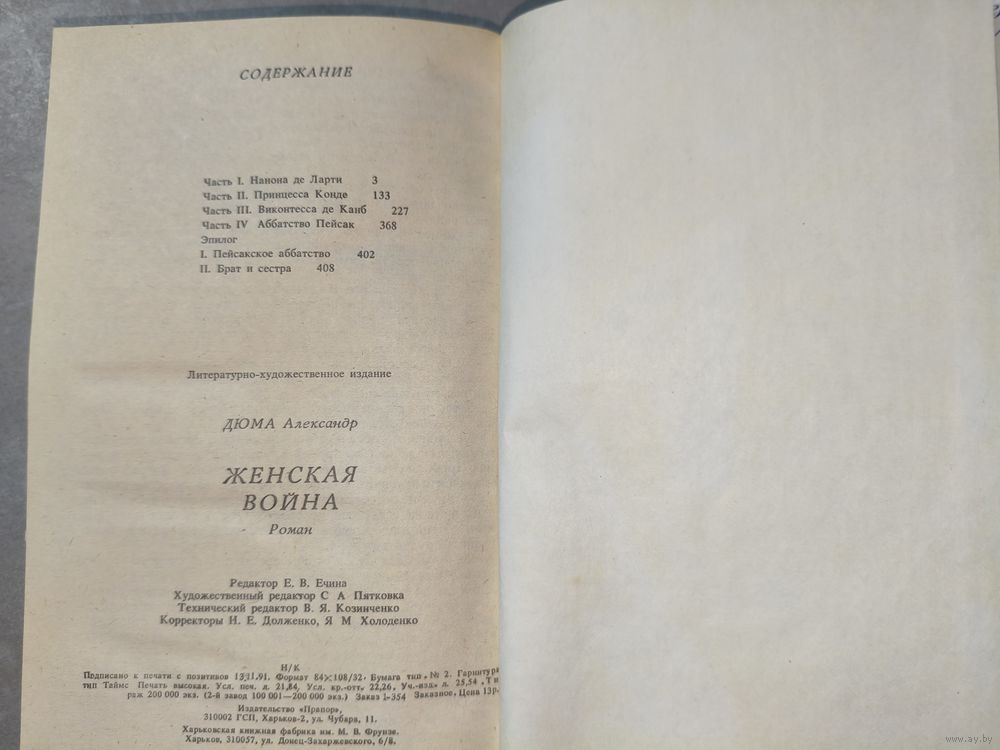 СОДЕРЖАНИЕ
Часть I. Нанона де Ларти 3
Часть II. Принцесса Конде 133
Часть III. Виконтесса де Канб 227
Часть IV Аббатство Пейсак 368
Эпилог
I. Пейсакское аббатство 402
II. Брат и сестра 408
Литературно-художественное издание
ДЮМА Александр
ЖЕНСКАЯ
ВОЙНА
Роман
Редактор Е. В. Ечина
Художественный редактор С А Пятковка
Технический редактор В. Я. Козинченко
Корректоры И. Е. Долженко, Я М Холоденко
Н/К
Подписано к печати с позитивов Формат 84×108/32. Бумага тип. № 2. Гарнитура
тип Таймс Печать высокая. Усл. печ. л. 21,84. Усл. кр.-отт. 22,26. Уч.-изд. л. 25,54. Ти
раж 200 000 экз. (2-й завод 100 001—200 000 экз.) Заказ 1-354 Заказное. Цена 13р.
Издательство «Прапор»,
310002 ГСП, Харьков-2, ул. Чубаря, 11.
Харьковская книжная фабрика им. М. В. Фрунзе.
Харьков, 310057, ул. Донец-Захаржевского, 6/8.
www.ay.by